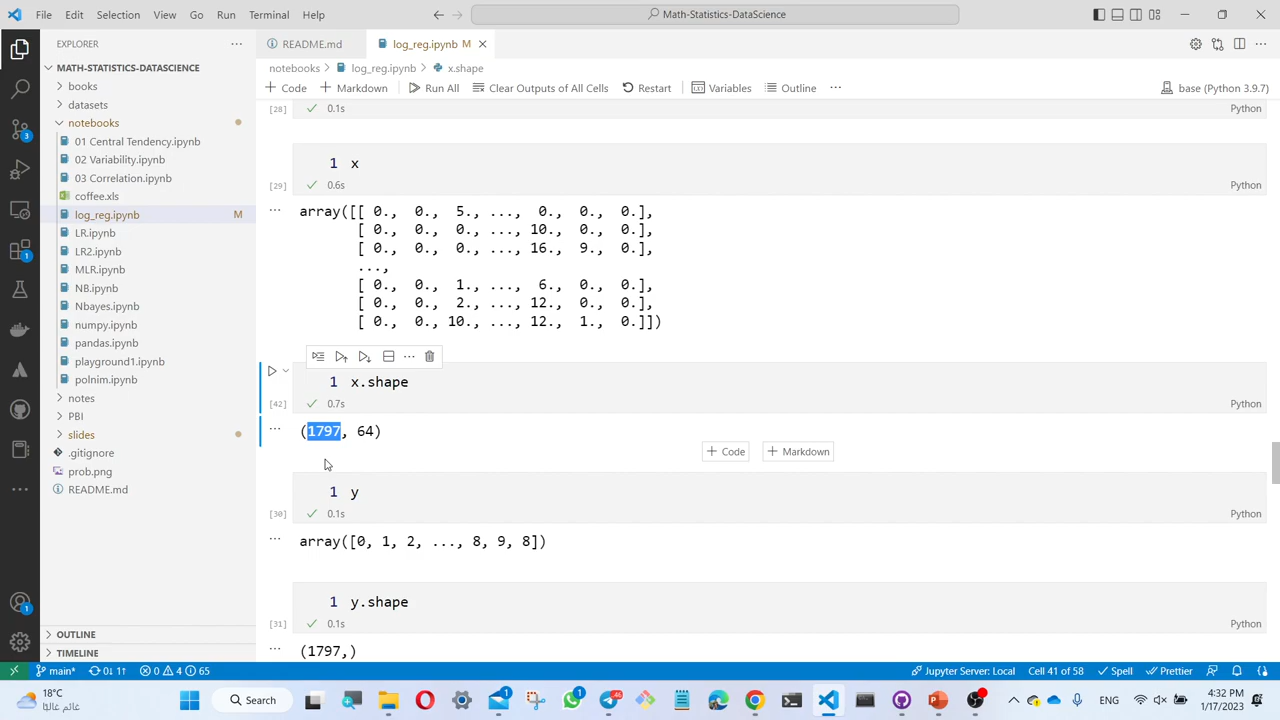 File Edit Selection View Go Run Terminal Help
Math-Statistics-DataScience
EXPLORER
MATH-STATISTICS-DATASCIENCE
books
datasets
notebooks
01 Central Tendency.ipynb
02 Variability.ipynb
03 Correlation.ipynb
coffee.xls
log_reg.ipynb M
LR.ipynb
LR2.ipynb
MLR.ipynb
NB.ipynb
Nbayes.ipynb
numpy.ipynb
pandas.ipynb
playground1.ipynb
polnim.ipynb
notes
PBI
slides
.gitignore
prob.png
README.md
OUTLINE
TIMELINE
README.md log_reg.ipynb M
notebooks > log_reg.ipynb > x.shape
+ Code + Markdown Run All Clear Outputs of All Cells Restart Variables Outline ... base (Python 3.9.7)
[28] 0.1s Python
1 x
[29] 0.6s Python
array([[ 0., 0., 5., ..., 0., 0., 0.],
[ 0., 0., 0., ..., 10., 0., 0.],
[ 0., 0., 0., ..., 16., 9., 0.],
...,
[ 0., 0., 1., ..., 6., 0., 0.],
[ 0., 0., 2., ..., 12., 0., 0.],
[ 0., 0., 10., ..., 12., 1., 0.]])
1 x.shape
[42] 0.7s Python
(1797, 64)
+ Code + Markdown
1 y
[30] 0.1s Python
array([0, 1, 2, ..., 8, 9, 8])
1 y.shape
[31] 0.1s Python
(1797,)
3
1
1
main* 0↓ 1↑ 0 4 65 Jupyter Server: Local Cell 41 of 58 Spell Prettier
18°C
غائم غالبًا
Search
1
1
46
ENG
4:32 PM
1/17/2023